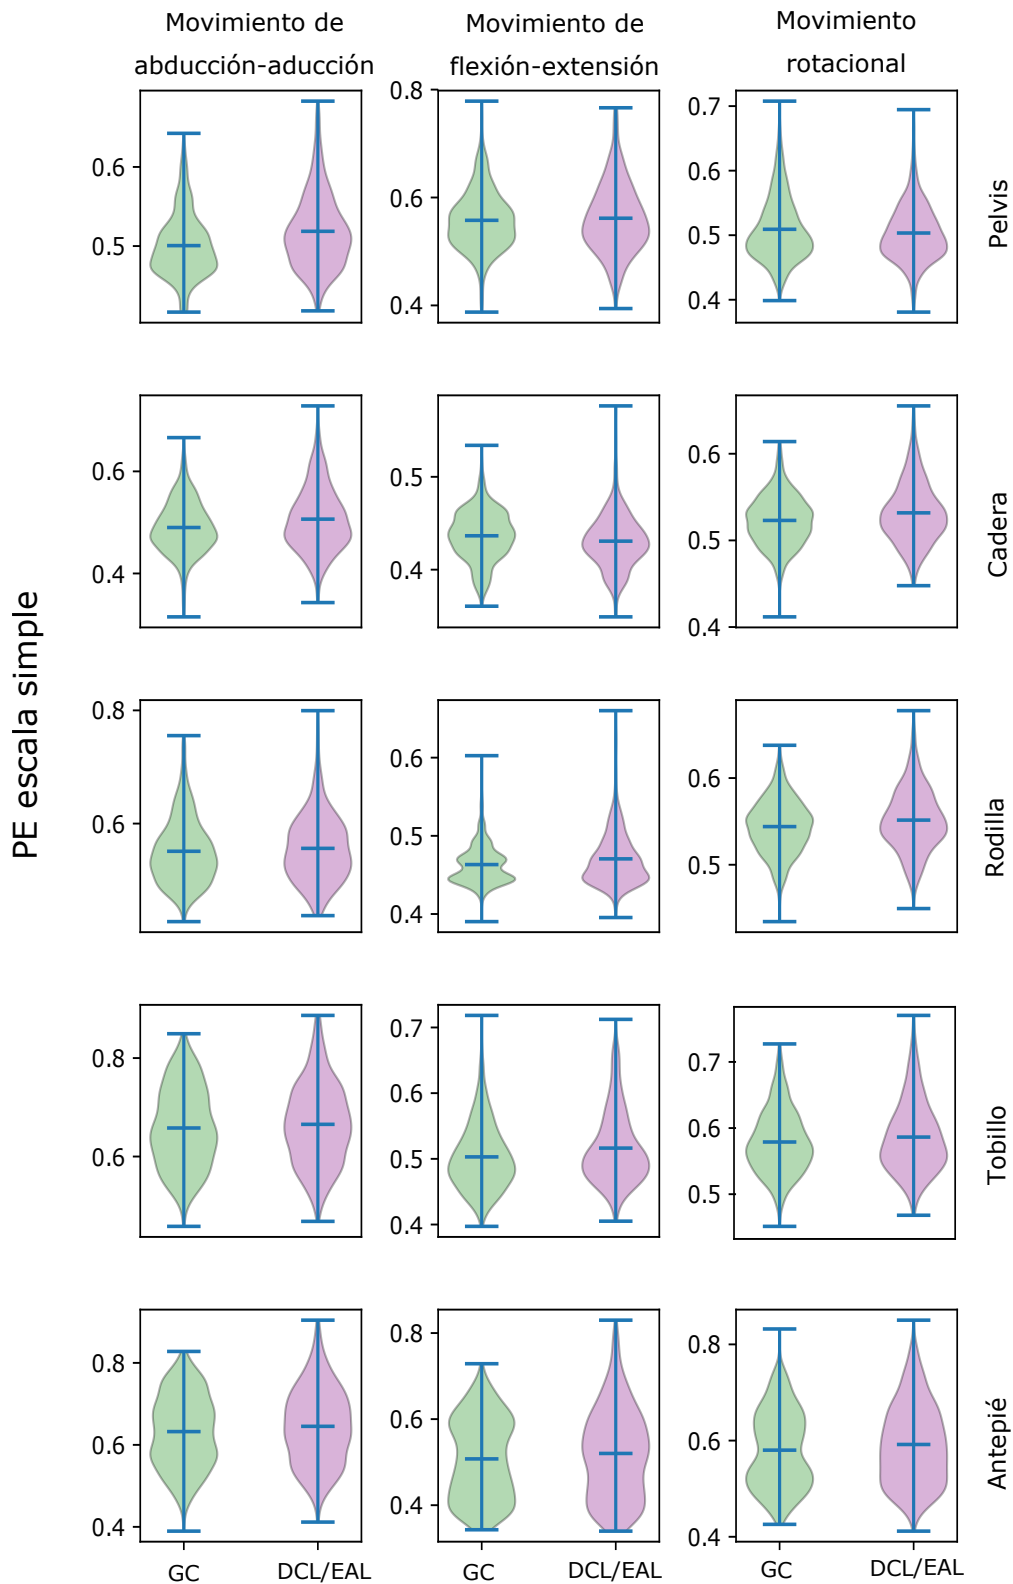 Movimiento de
abducción-aducción
Movimiento de
flexión-extensión
Movimiento
rotacional
PE escala simple
0.6
0.5
0.8
0.6
0.4
0.7
0.6
0.5
0.4
Pelvis
0.6
0.4
0.5
0.4
0.6
0.5
0.4
Cadera
0.8
0.6
0.6
0.5
0.4
0.6
0.5
Rodilla
0.8
0.6
0.7
0.6
0.5
0.4
0.7
0.6
0.5
Tobillo
0.8
0.6
0.4
0.8
0.6
0.4
0.8
0.6
0.4
Antepié
GC
DCL/EAL
GC
DCL/EAL
GC
DCL/EAL